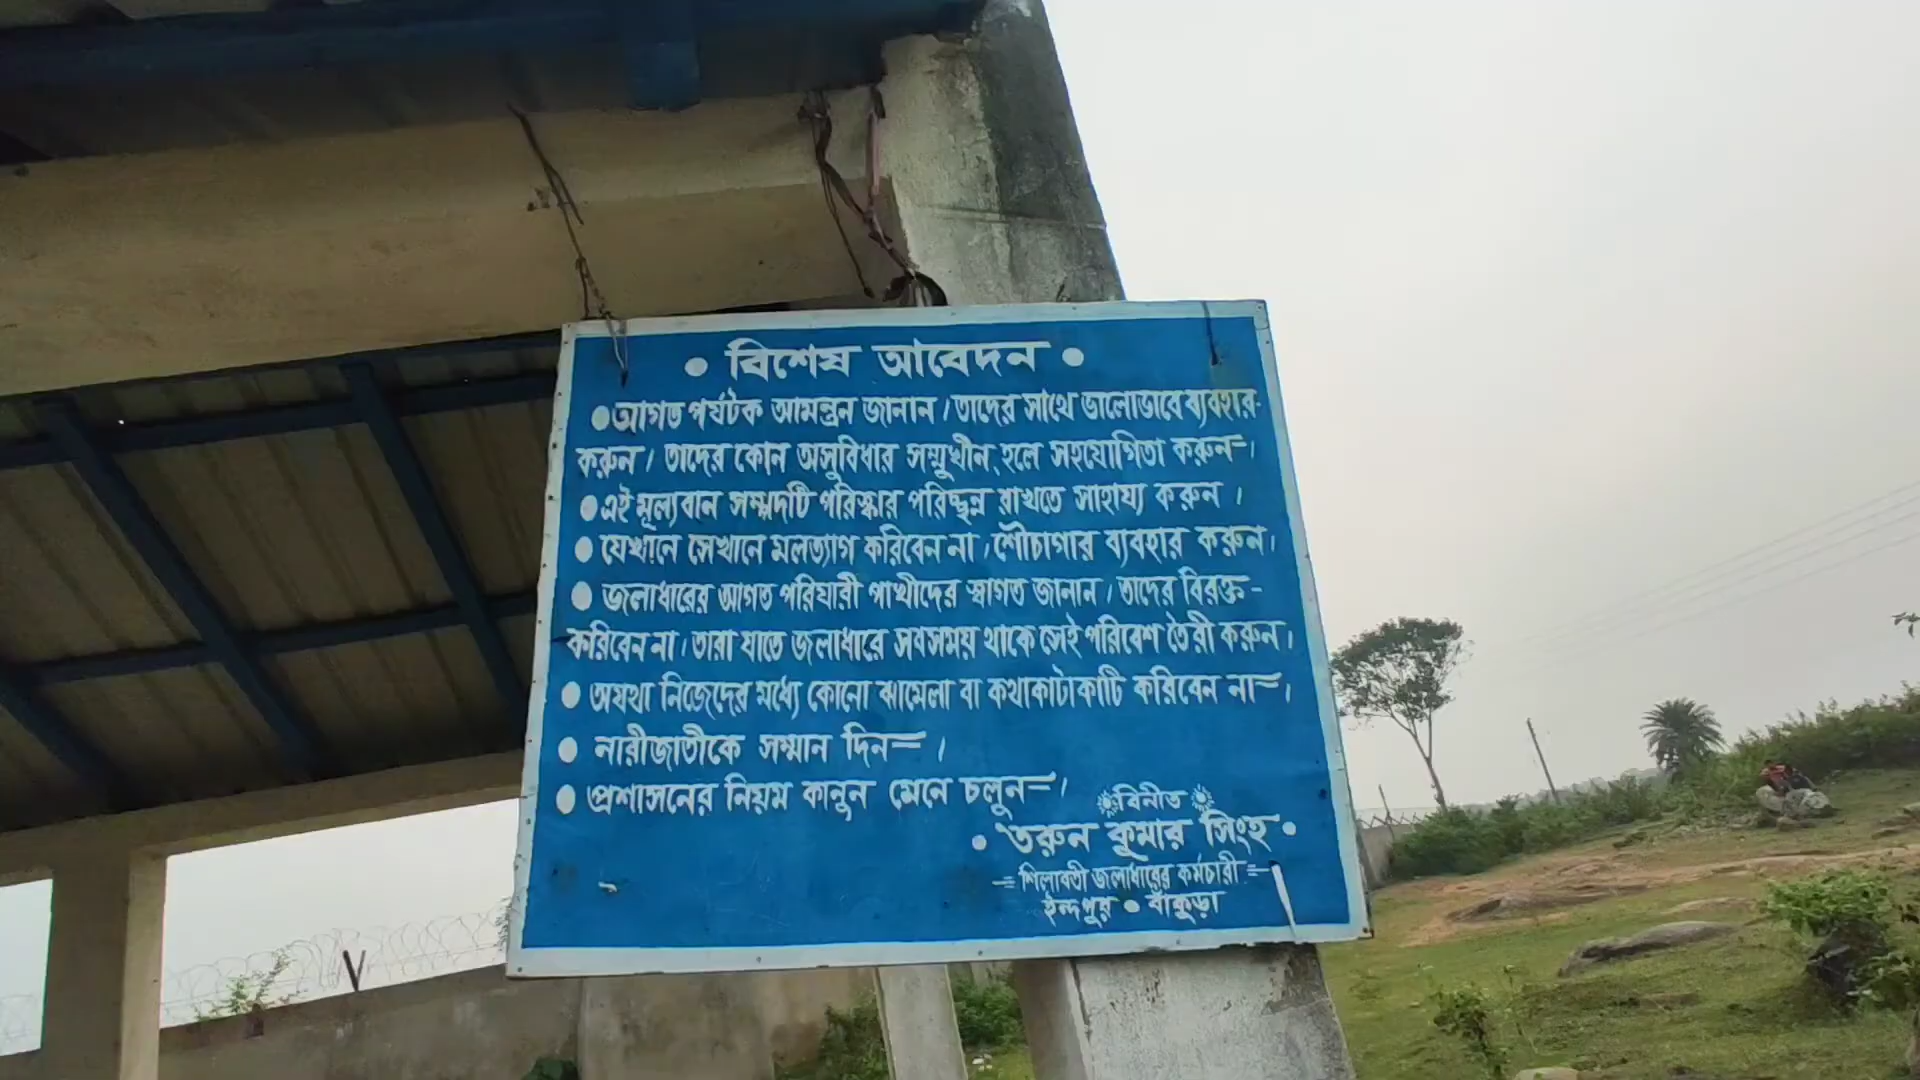 • বিশেষ আবেদন •
● আগত পর্যটক আমন্ত্রন জানান। তাদের সাথে ভালোভাবে ব্যবহার-
করুন। তাদের কোন অসুবিধার সম্মুখীন হলে সহযোগিতা করুন।
● এই মূল্যবান সম্পদটি পরিস্কার পরিচ্ছন্ন রাখতে সাহায্য করুন।
● যেখানে সেখানে মলত্যাগ করিবেন না, শৌচাগার ব্যবহার করুন।
● জলাধারের আগত পরিযায়ী পাখীদের স্বাগত জানান। তাদের বিরক্ত-
করিবেন না। তারা যাতে জলাধারে সবসময় থাকে সেই পরিবেশ তৈরী করুন।
● অযথা নিজেদের মধ্যে কোনো ঝামেলা বা কথাকাটাকাটি করিবেন না।
● নারীজাতীকে সম্মান দিন।
● প্রশাসনের নিয়ম কানুন মেনে চলুন।
বিনীত
• তরুন কুমার সিংহ •
শিলাবতী জলাধারের কর্মচারী
ইন্দপুর • বাঁকুড়া